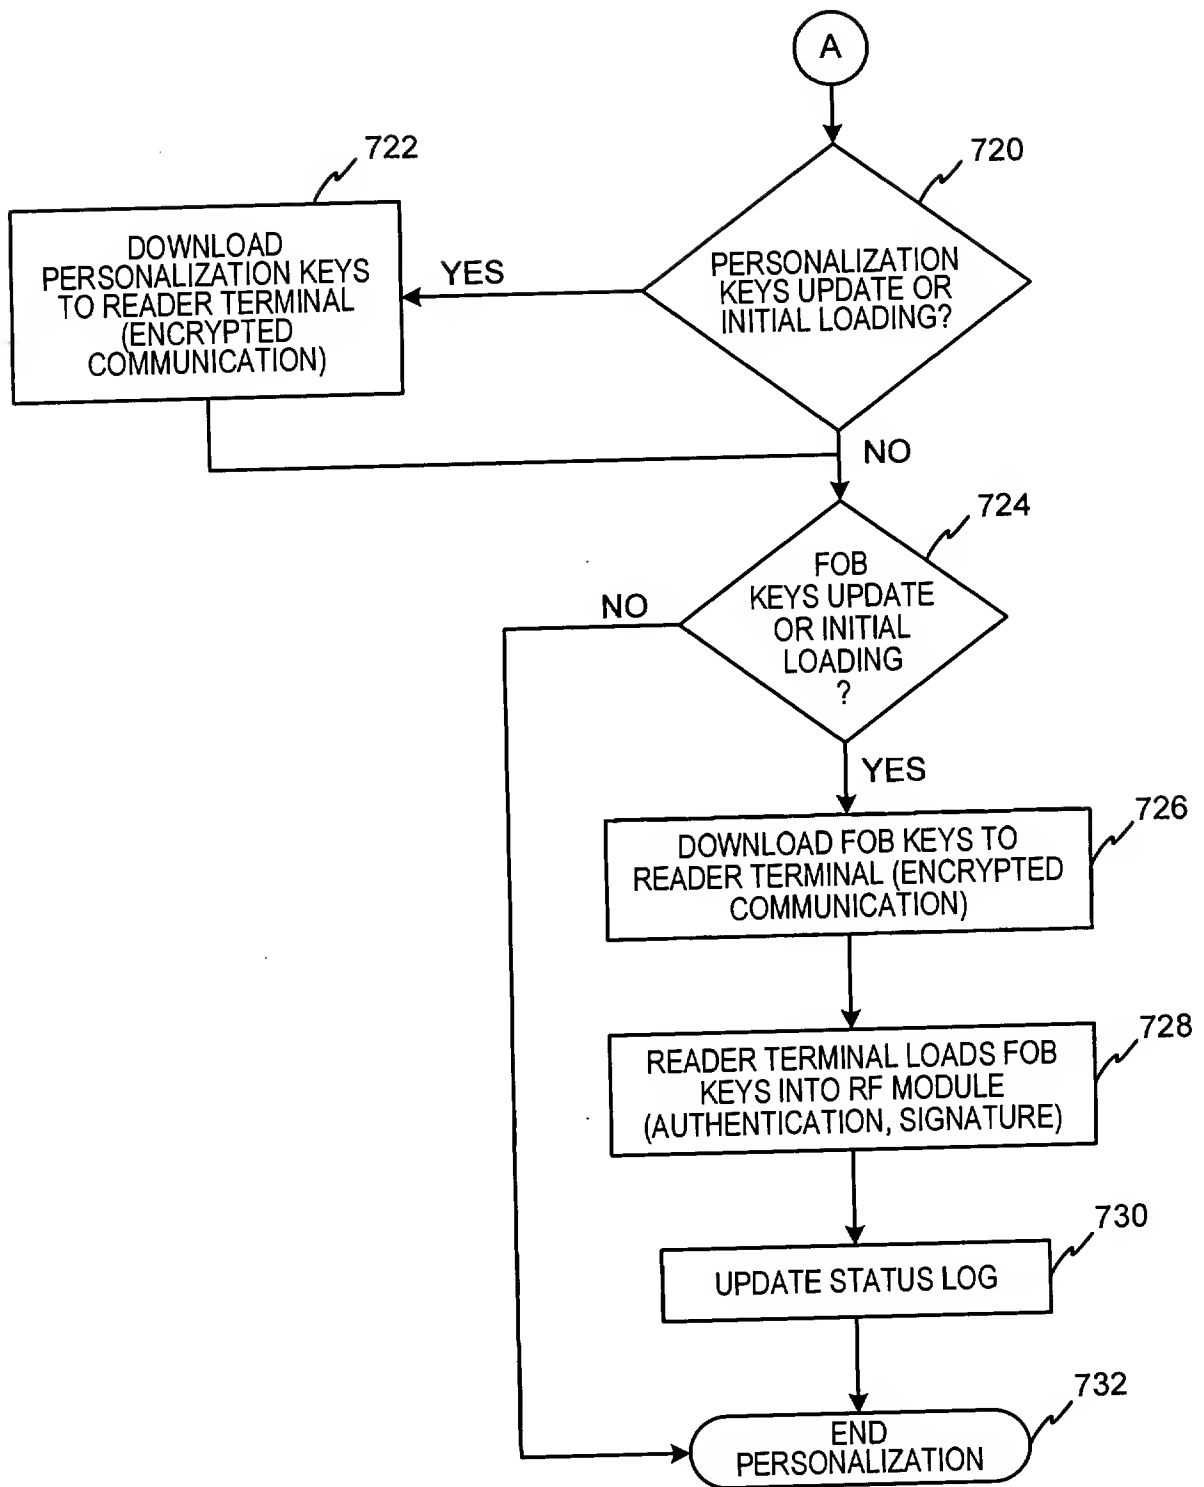 A
720
722
PERSONALIZATION
KEYS UPDATE OR
INITIAL LOADING?
YES
DOWNLOAD
PERSONALIZATION KEYS
TO READER TERMINAL
(ENCRYPTED
COMMUNICATION)
NO
724
FOB
KEYS UPDATE
OR INITIAL
LOADING
?
NO
YES
726
DOWNLOAD FOB KEYS TO
READER TERMINAL (ENCRYPTED
COMMUNICATION)
728
READER TERMINAL LOADS FOB
KEYS INTO RF MODULE
(AUTHENTICATION, SIGNATURE)
730
UPDATE STATUS LOG
732
END
PERSONALIZATION